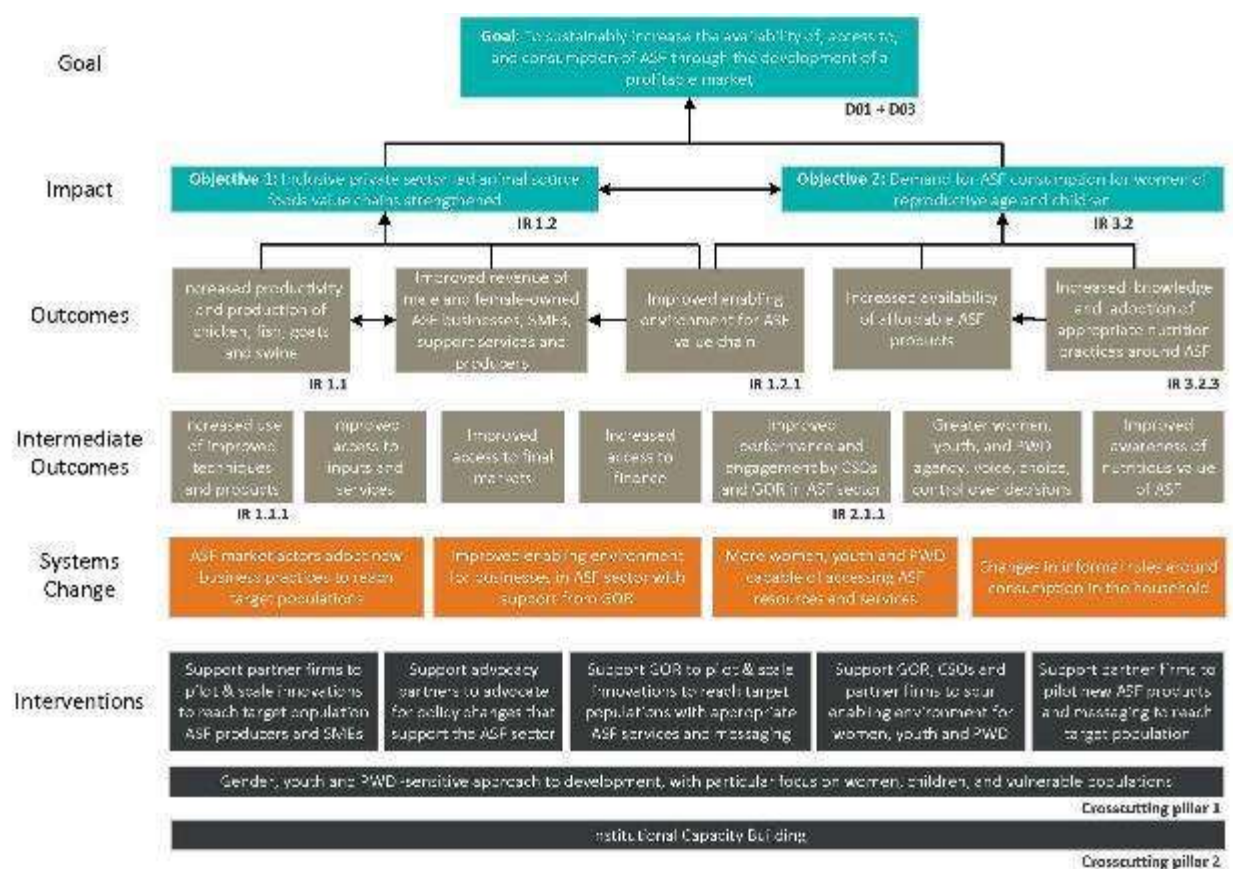 Goal
Goal: To sustainably increase the availability of, access to,
and consumption of ASF through the development of a
profitable market
D01 + D03
Impact
Objective 1: Inclusive private sector-led animal source
foods value chains strengthened
IR 1.2
Objective 2: Demand for ASF consumption for women of
reproductive age and children
IR 3.2
Outcomes
Increased productivity
and production of
chicken, fish, goats
and swine
IR 1.1
Improved revenue of
male and female-owned
ASF businesses, SMEs,
support services and
producers
Improved enabling
environment for ASF
value chain
IR 1.2.1
Increased availability
of affordable ASF
products
Increased knowledge
and adoption of
appropriate nutrition
practices around ASF
IR 3.2.3
Intermediate
Outcomes
Increased use
of improved
techniques
and products
IR 1.1.1
Improved
access to
inputs and
services
Improved
access to final
markets
Increased
access to
finance
Improved
performance and
engagement by CSOs
and GOR in ASF sector
IR 2.1.1
Greater women,
youth, and PWD
agency, voice, choice,
control over decisions
Improved
awareness of
nutritious value
of ASF
Systems
Change
ASF market actors adopt new
business practices to reach
target populations
Improved enabling environment
for businesses in ASF sector with
support from GOR
More women, youth and PWD
capable of accessing ASF
resources and services
Changes in informal rules around
consumption in the household
Interventions
Support partner firms to
pilot & scale innovations
to reach target population
ASF producers and SMEs
Support advocacy
partners to advocate
for policy changes that
support the ASF sector
Support GOR to pilot & scale
innovations to reach target
populations with appropriate
ASF services and messaging
Support GOR, CSOs and
partner firms to spur
enabling environment for
women, youth and PWD
Support partner firms to
pilot new ASF products
and messaging to reach
target population
Gender, youth and PWD -sensitive approach to development, with particular focus on women, children, and vulnerable populations
Crosscutting pillar 1
Institutional Capacity Building
Crosscutting pillar 2